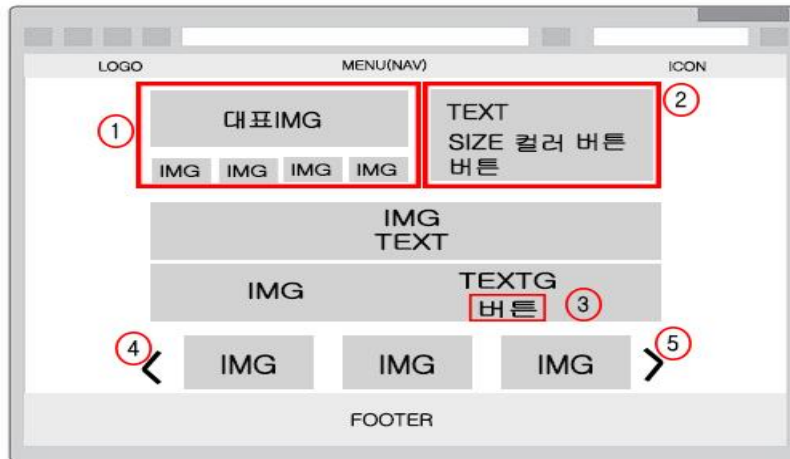 LOGO MENU(NAV) ICON
① 대표IMG
IMG IMG IMG IMG
② TEXT
SIZE 컬러 버튼
버튼
IMG
TEXT
IMG TEXTG
버튼 ③
④ < IMG IMG IMG > ⑤
FOOTER